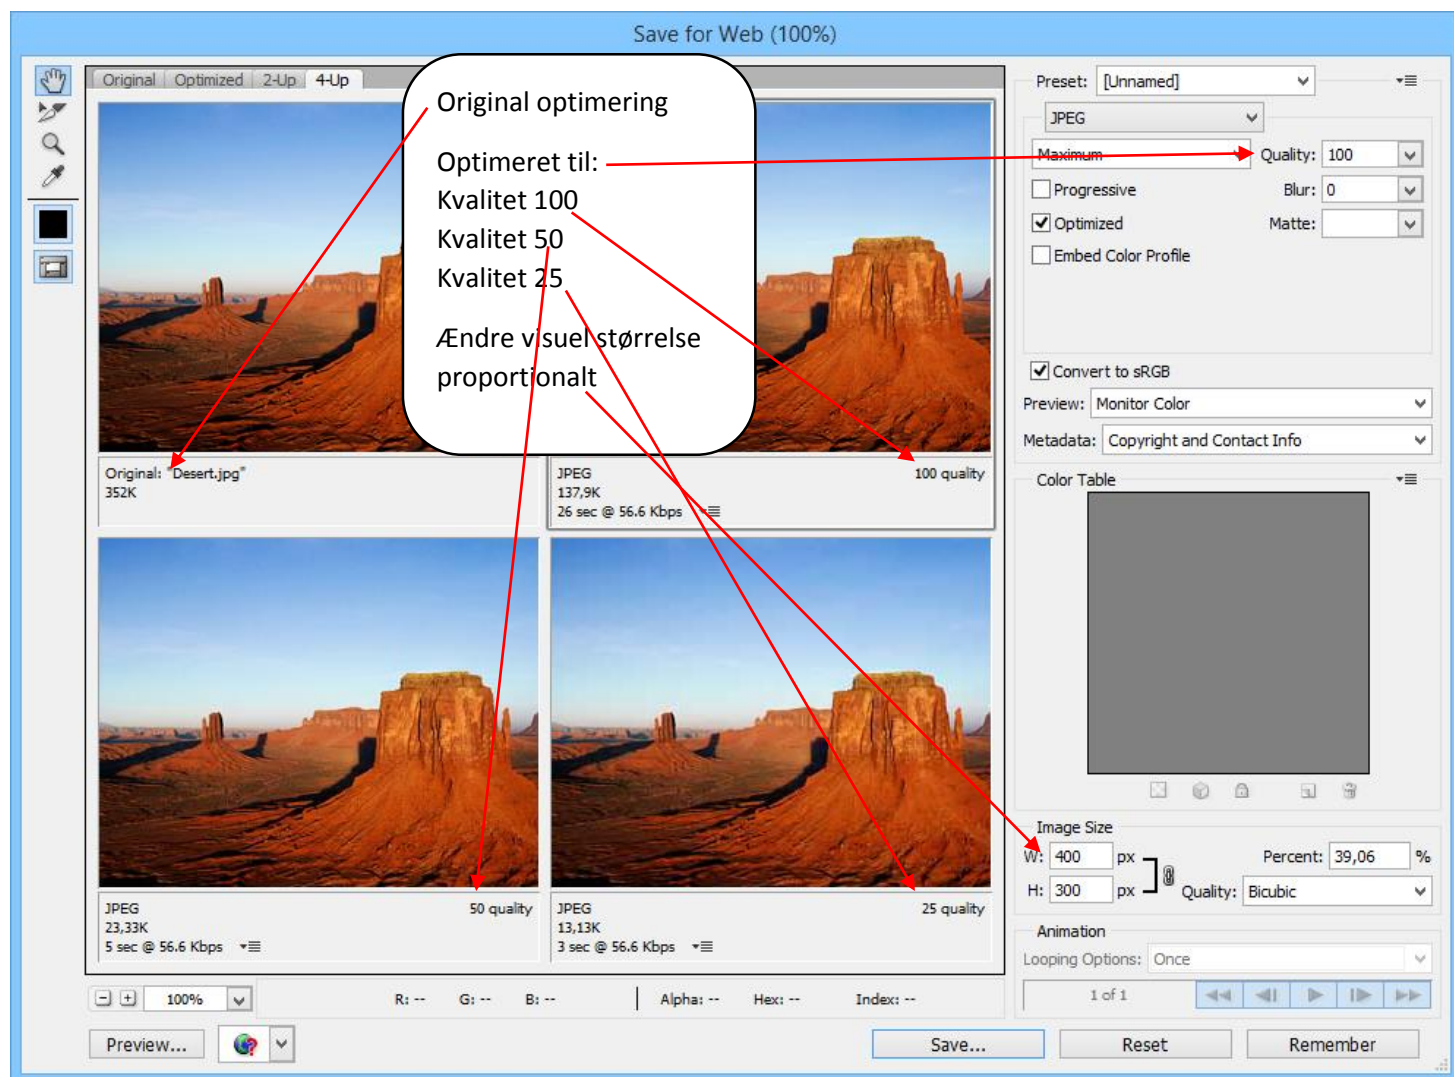 Save for Web (100%)
Original Optimized 2-Up 4-Up
Original optimering
Optimeret til:
Kvalitet 100
Kvalitet 50
Kvalitet 25
Ændre visuel størrelse
proportionalt
Original: "Desert.jpg"
352K
JPEG 100 quality
137,9K
26 sec @ 56.6 Kbps
JPEG 50 quality
23,33K
5 sec @ 56.6 Kbps
JPEG 25 quality
13,13K
3 sec @ 56.6 Kbps
100% R: -- G: -- B: -- Alpha: -- Hex: -- Index: --
Preview...
Preset: [Unnamed]
JPEG
Maximum Quality: 100
Progressive Blur: 0
Optimized Matte:
Embed Color Profile
Convert to sRGB
Preview: Monitor Color
Metadata: Copyright and Contact Info
Color Table
Image Size
W: 400 px Percent: 39,06 %
H: 300 px Quality: Bicubic
Animation
Looping Options: Once
1 of 1
Save... Reset Remember